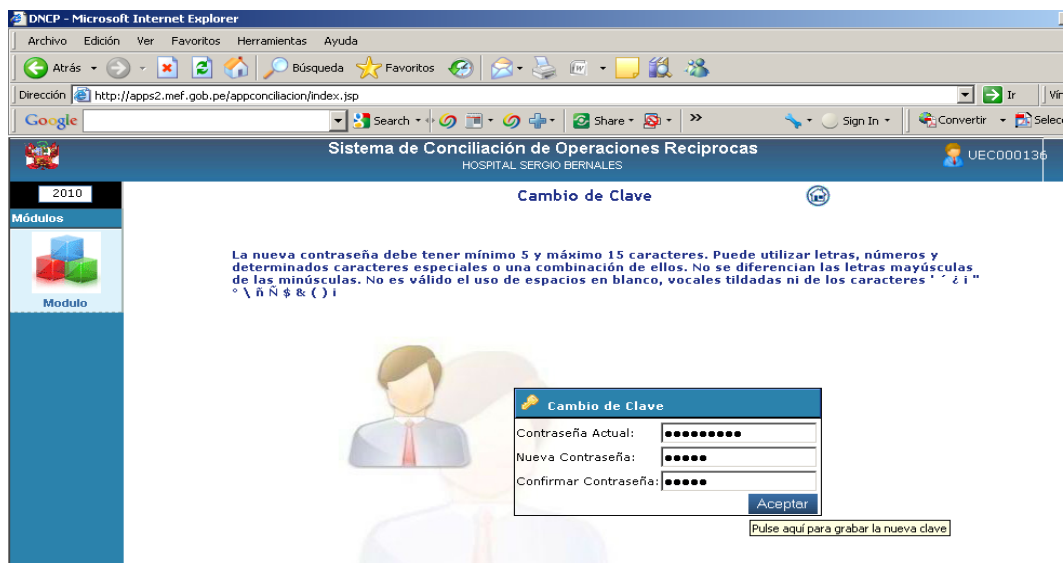 DNCP - Microsoft Internet Explorer
Archivo Edición Ver Favoritos Herramientas Ayuda
Atrás Búsqueda Favoritos
Dirección http://apps2.mef.gob.pe/appconciliacion/index.jsp Ir
Google Search Share Sign In Convertir
Sistema de Conciliación de Operaciones Reciprocas
HOSPITAL SERGIO BERNALES
UEC000136
2010
Cambio de Clave
Módulos
La nueva contraseña debe tener mínimo 5 y máximo 15 caracteres. Puede utilizar letras, números y
determinados caracteres especiales o una combinación de ellos. No se diferencian las letras mayúsculas
de las minúsculas. No es válido el uso de espacios en blanco, vocales tildadas ni de los caracteres ' ´ ¿ i "
° \ ñ Ñ $ & ( ) i
Modulo
Cambio de Clave
Contraseña Actual: ●●●●●●●●●
Nueva Contraseña: ●●●●●
Confirmar Contraseña: ●●●●●
Aceptar
Pulse aquí para grabar la nueva clave